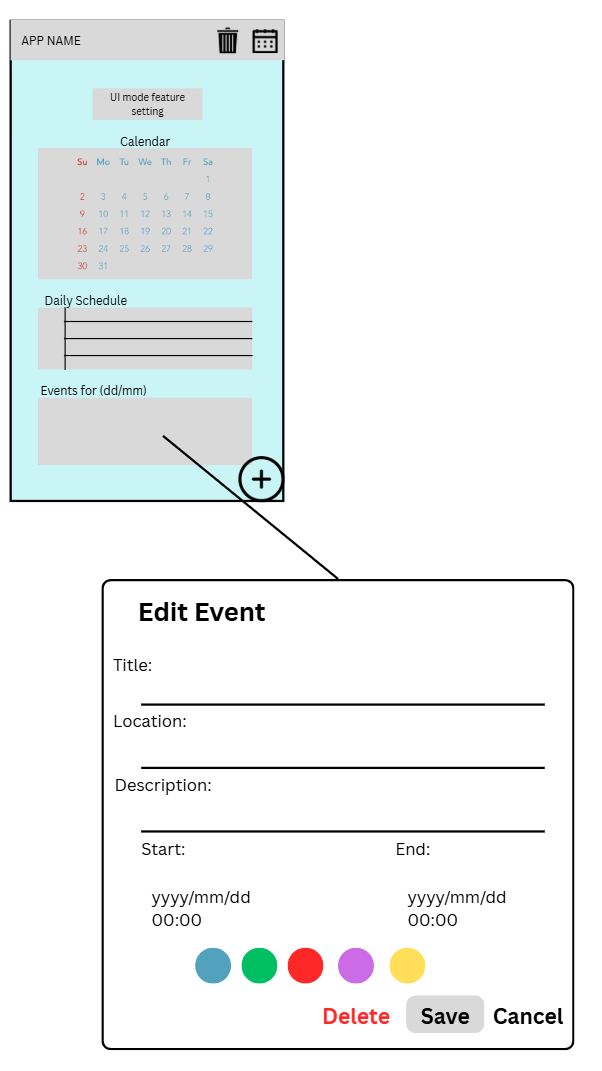 APP NAME
UI mode feature
setting
Calendar
Su Mo Tu We Th Fr Sa
1
2 3 4 5 6 7 8
9 10 11 12 13 14 15
16 17 18 19 20 21 22
23 24 25 26 27 28 29
30 31
Daily Schedule
Events for (dd/mm)
Edit Event
Title:
Location:
Description:
Start: End:
yyyy/mm/dd yyyy/mm/dd
00:00 00:00
Delete Save Cancel